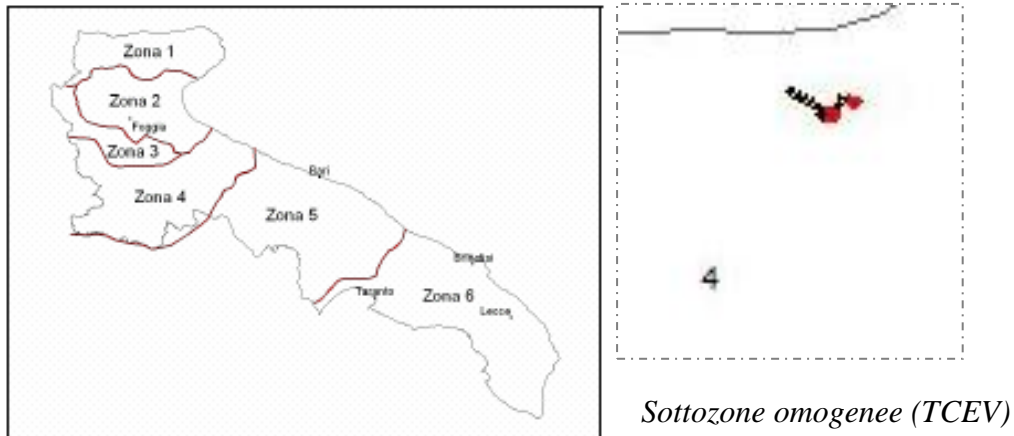 Zona 1
Zona 2
Foggia
Zona 3
Zona 4
Bari
Zona 5
Brindisi
Taranto
Zona 6
Lecce
4
Sottozone omogenee (TCEV)